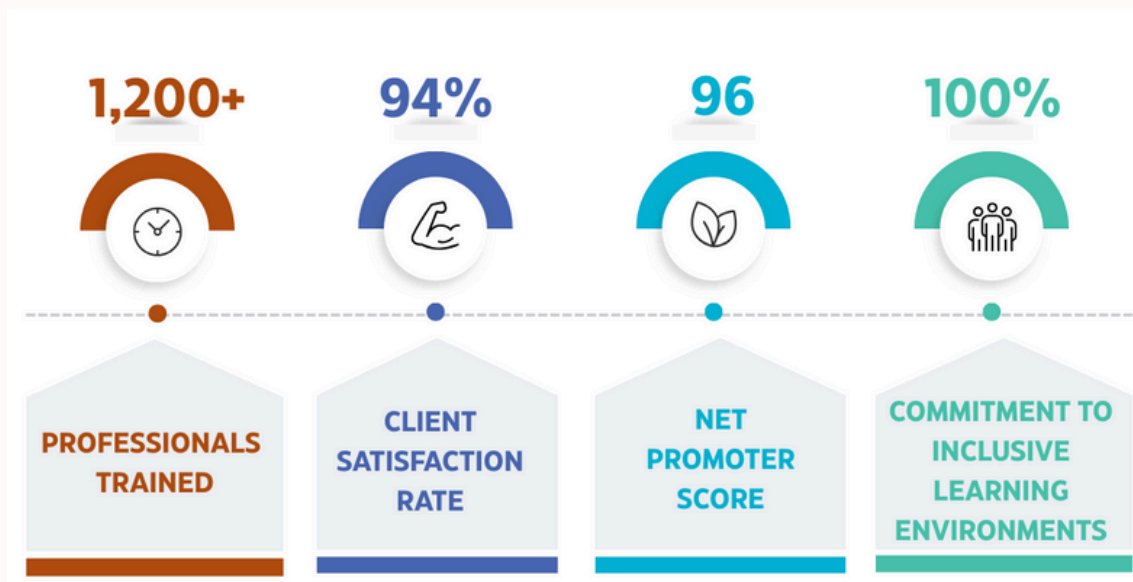 1,200+
94%
96
100%
PROFESSIONALS
TRAINED
CLIENT
SATISFACTION
RATE
NET
PROMOTER
SCORE
COMMITMENT TO
INCLUSIVE
LEARNING
ENVIRONMENTS